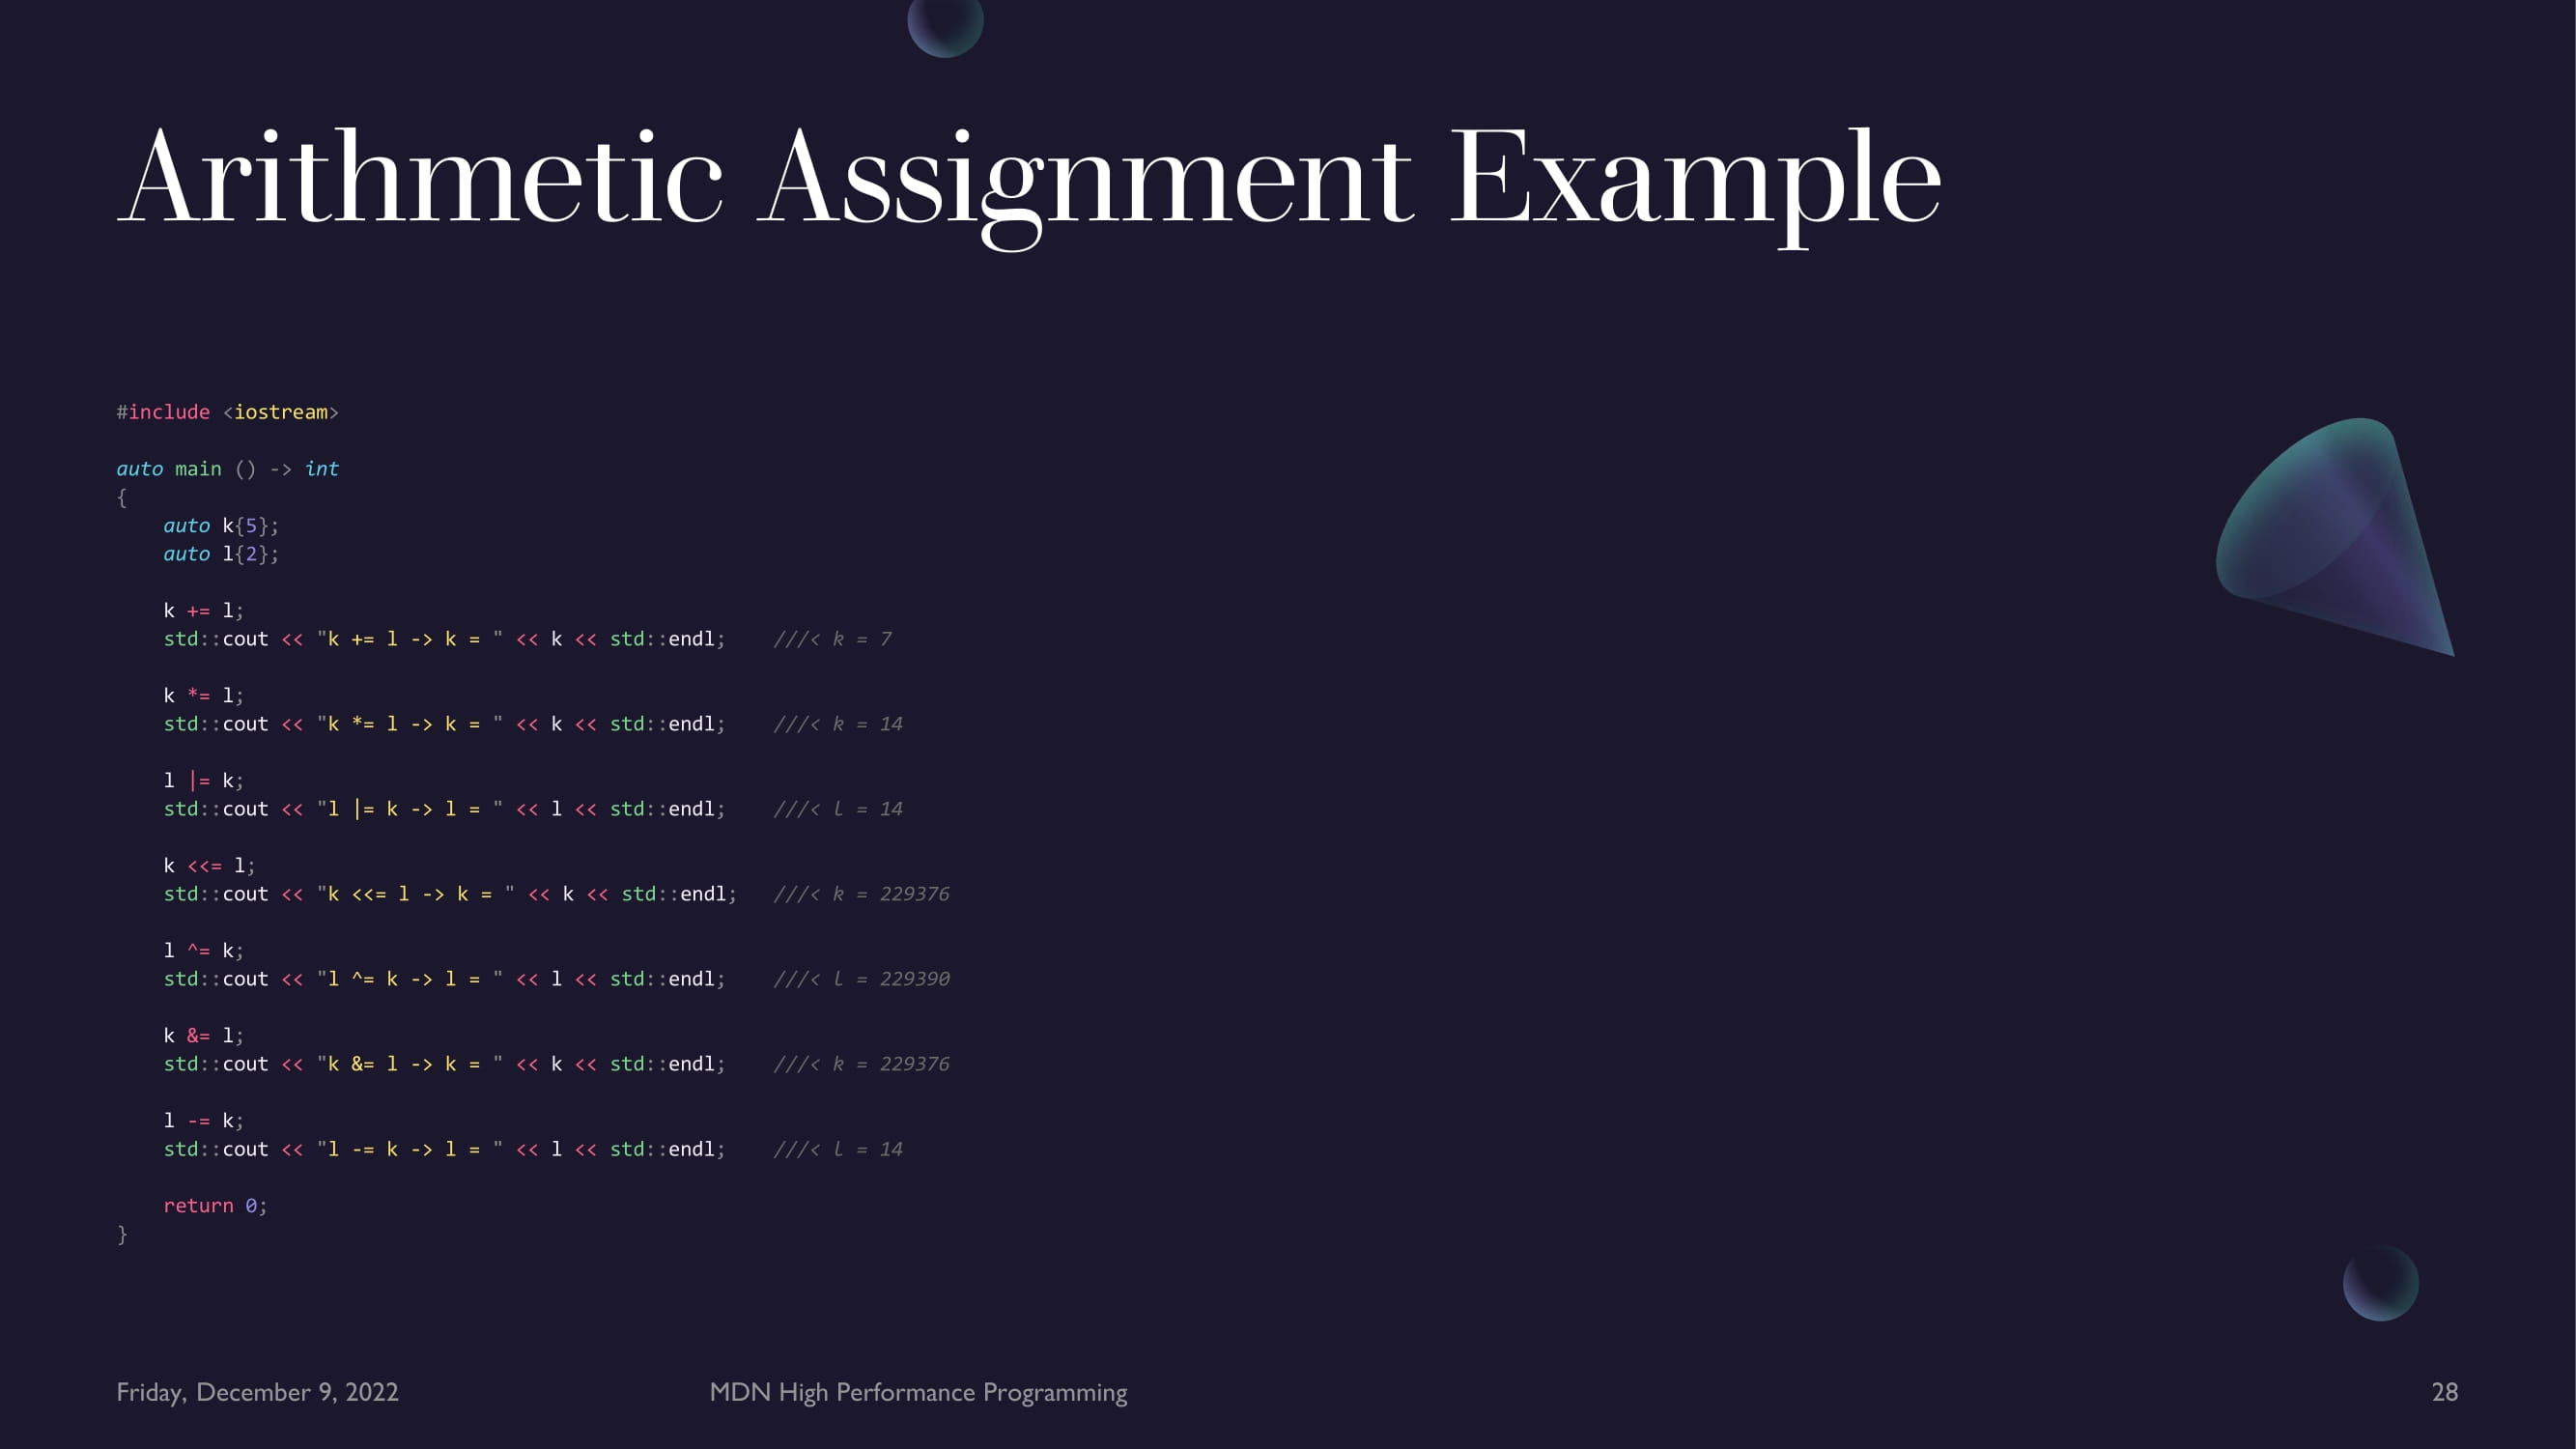 Arithmetic Assignment Example
#include <iostream>
auto main () -> int
{
    auto k{5};
    auto l{2};
    k += l;
    std::cout << "k += l -> k = " << k << std::endl;    ///< k = 7
    k *= l;
    std::cout << "k *= l -> k = " << k << std::endl;    ///< k = 14
    l |= k;
    std::cout << "l |= k -> l = " << l << std::endl;    ///< l = 14
    k <<= l;
    std::cout << "k <<= l -> k = " << k << std::endl;   ///< k = 229376
    l ^= k;
    std::cout << "l ^= k -> l = " << l << std::endl;    ///< l = 229390
    k &= l;
    std::cout << "k &= l -> k = " << k << std::endl;    ///< k = 229376
    l -= k;
    std::cout << "l -= k -> l = " << l << std::endl;    ///< l = 14
    return 0;
}
Friday, December 9, 2022
MDN High Performance Programming
28